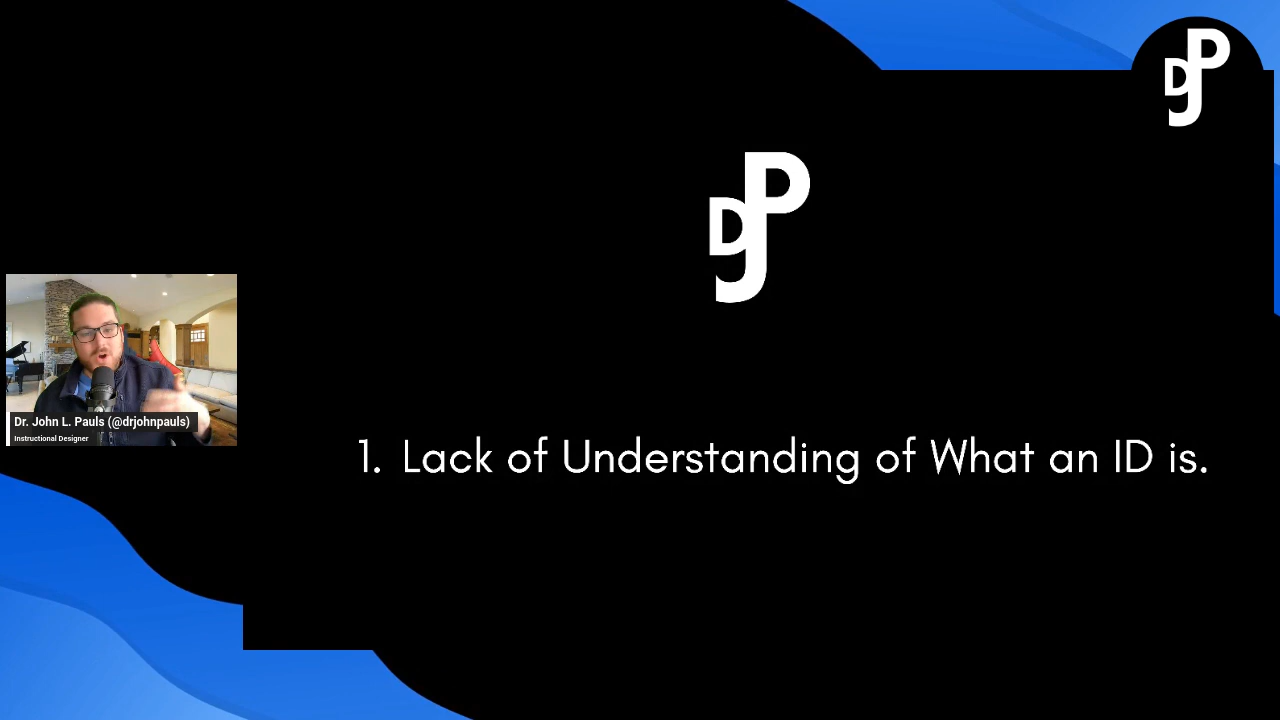 DJP
DJP
Dr. John L. Pauls (@drjohnpauls)
Instructional Designer
1. Lack of Understanding of What an ID is.